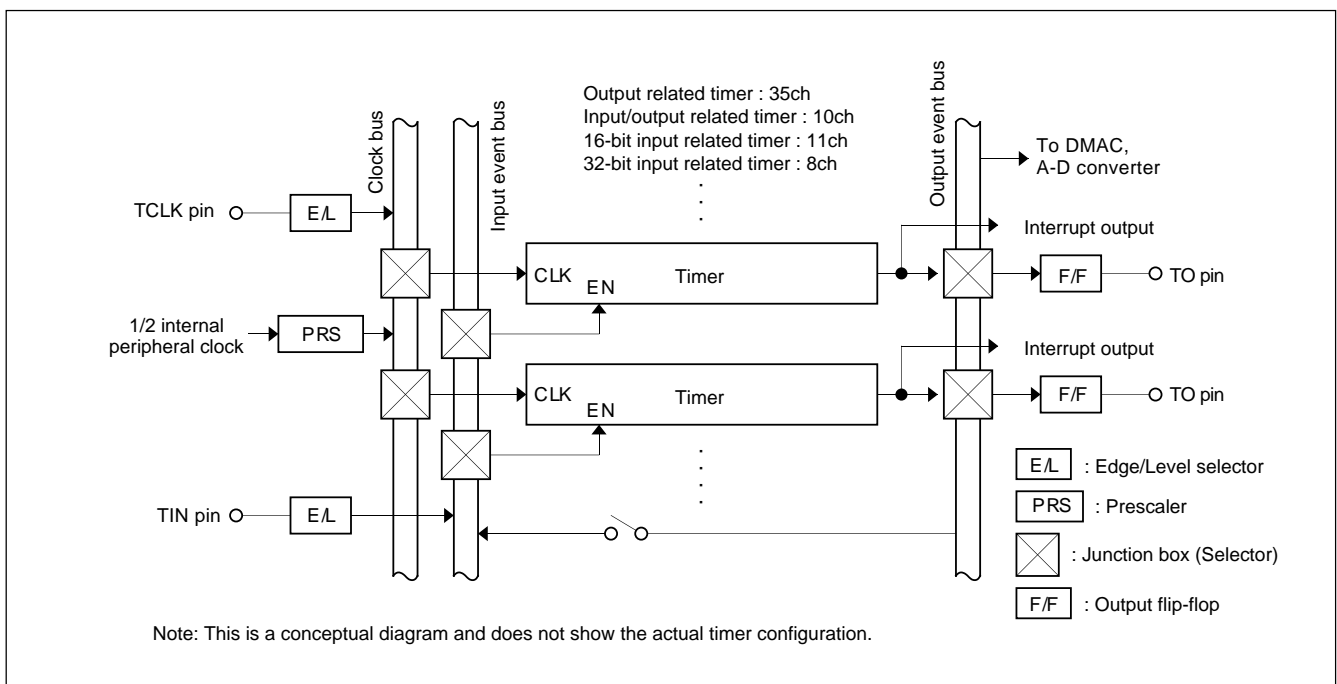 Output related timer : 35ch
Input/output related timer : 10ch
16-bit input related timer : 11ch
32-bit input related timer : 8ch
Clock bus
Input event bus
Output event bus
To DMAC,
A-D converter
TCLK pin
E/L
Interrupt output
CLK
EN
Timer
F/F
TO pin
1/2 internal
peripheral clock
PRS
Interrupt output
CLK
EN
Timer
F/F
TO pin
TIN pin
E/L
E/L : Edge/Level selector
PRS : Prescaler
: Junction box (Selector)
F/F : Output flip-flop
Note: This is a conceptual diagram and does not show the actual timer configuration.